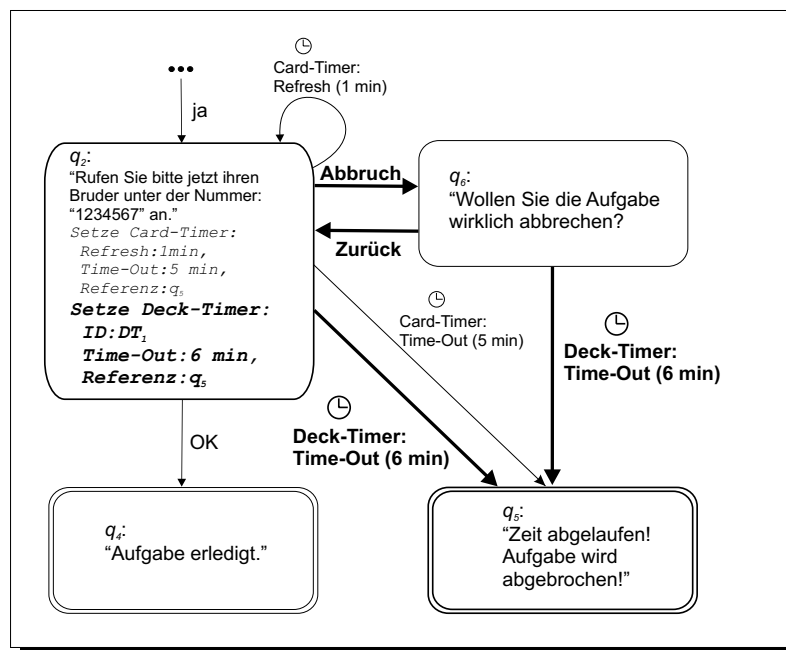 •••
ja
Card-Timer:
Refresh (1 min)
q₂:
“Rufen Sie bitte jetzt ihren
Bruder unter der Nummer:
“1234567” an.”
Setze Card-Timer:
Refresh:1min,
Time-Out:5 min,
Referenz:q₅
Setze Deck-Timer:
ID:DT₁
Time-Out:6 min,
Referenz:q₅
Abbruch
Zurück
q₆:
“Wollen Sie die Aufgabe
wirklich abbrechen?
Card-Timer:
Time-Out (5 min)
Deck-Timer:
Time-Out (6 min)
Deck-Timer:
Time-Out (6 min)
OK
q₄:
“Aufgabe erledigt.”
q₅:
“Zeit abgelaufen!
Aufgabe wird
abgebrochen!”